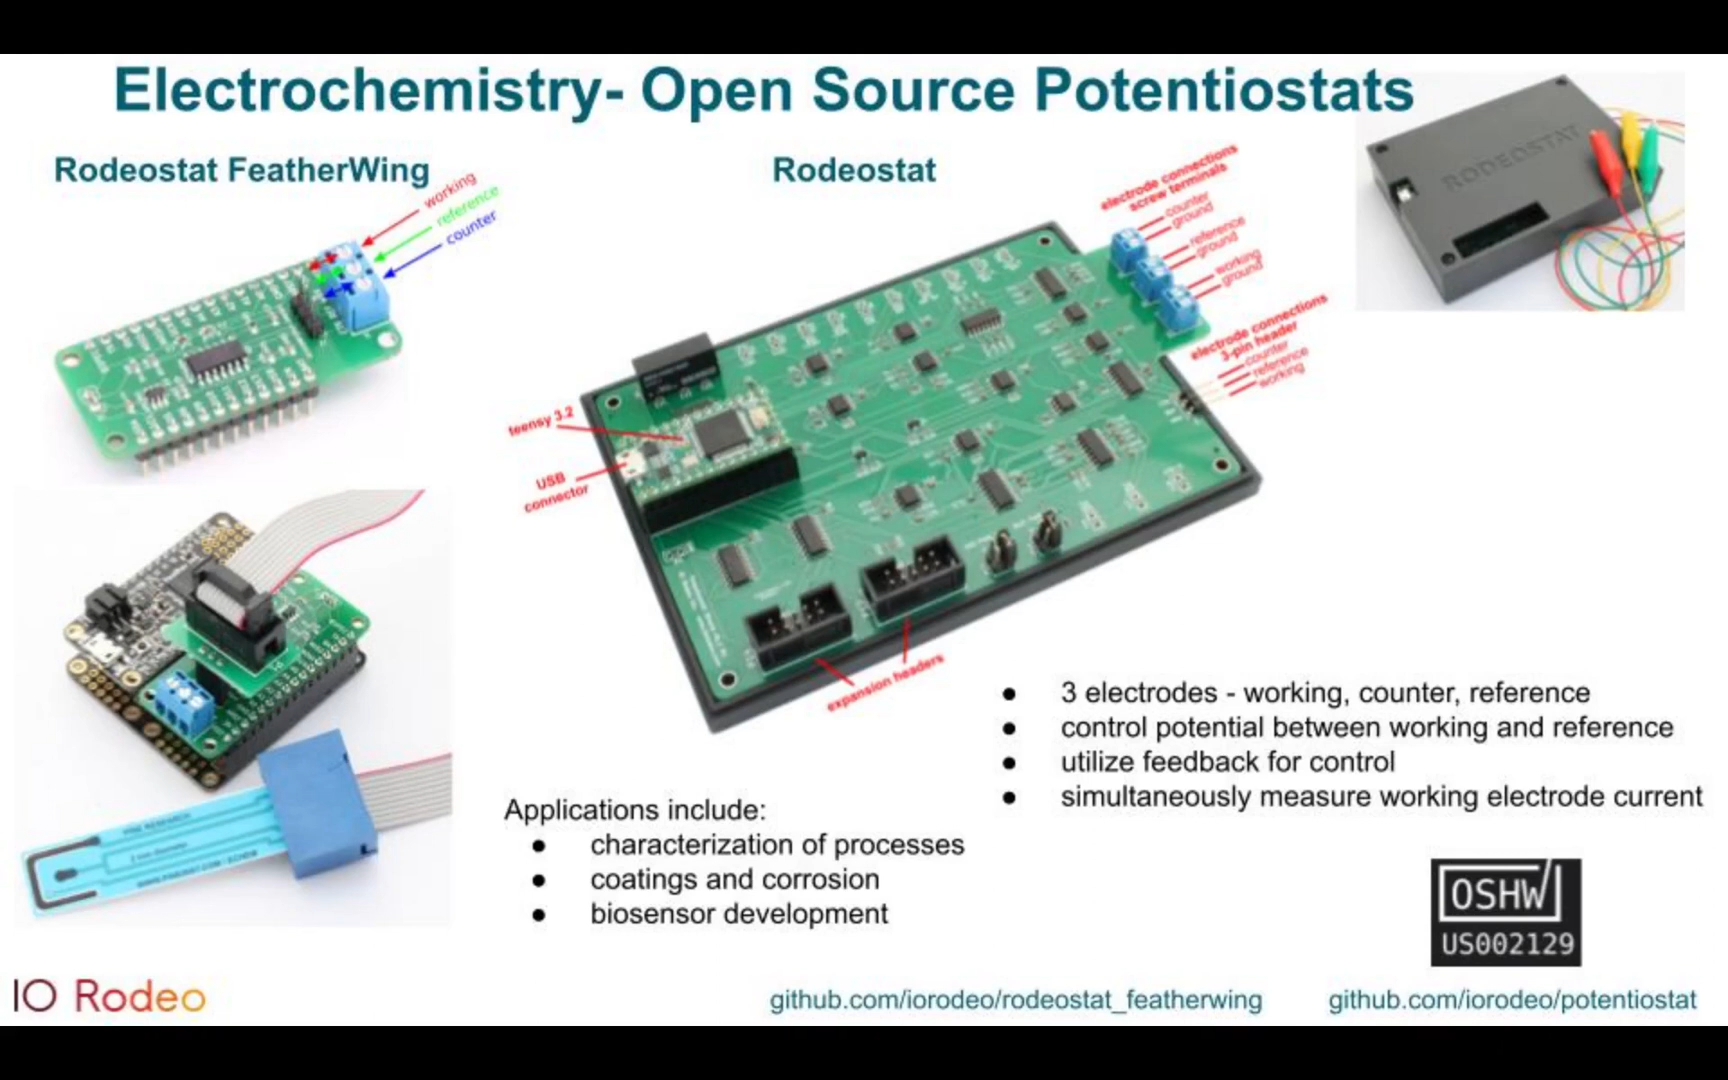 Electrochemistry- Open Source Potentiostats
Rodeostat FeatherWing
working
reference
counter
Rodeostat
electrode connections
screw terminals
counter
ground
reference
ground
working
ground
electrode connections
3-pin header
counter
reference
working
teensy 3.2
USB
connector
expansion headers
RODEOSTAT
3 electrodes - working, counter, reference
control potential between working and reference
utilize feedback for control
simultaneously measure working electrode current
Applications include:
characterization of processes
coatings and corrosion
biosensor development
OSHW
US002129
IO Rodeo
github.com/iorodeo/rodeostat_featherwing
github.com/iorodeo/potentiostat